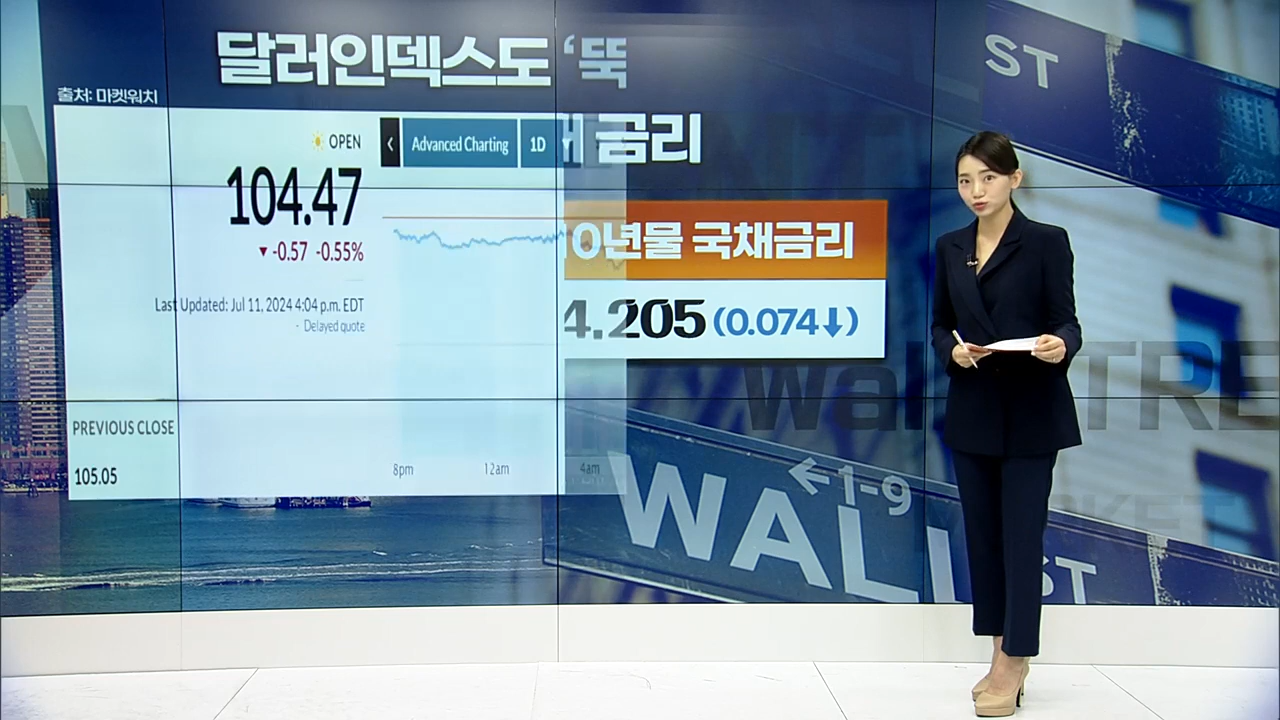 달러인덱스도 ‘뚝
출처: 마켓워치
금리
OPEN
Advanced Charting
1D
104.47
▼ -0.57 -0.55%
Last Updated: Jul 11, 2024 4:04 p.m. EDT
Delayed quote
0년물 국채금리
4.205 (0.074↓)
PREVIOUS CLOSE
105.05
8pm 12am 4am
ST
Wall STRE
←1-9
WALL
ST